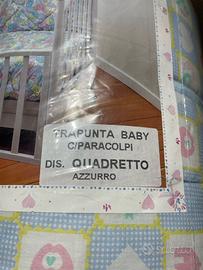 TRAPUNTA BABY
C/PARACOLPI
DIS. QUADRETTO
AZZURRO